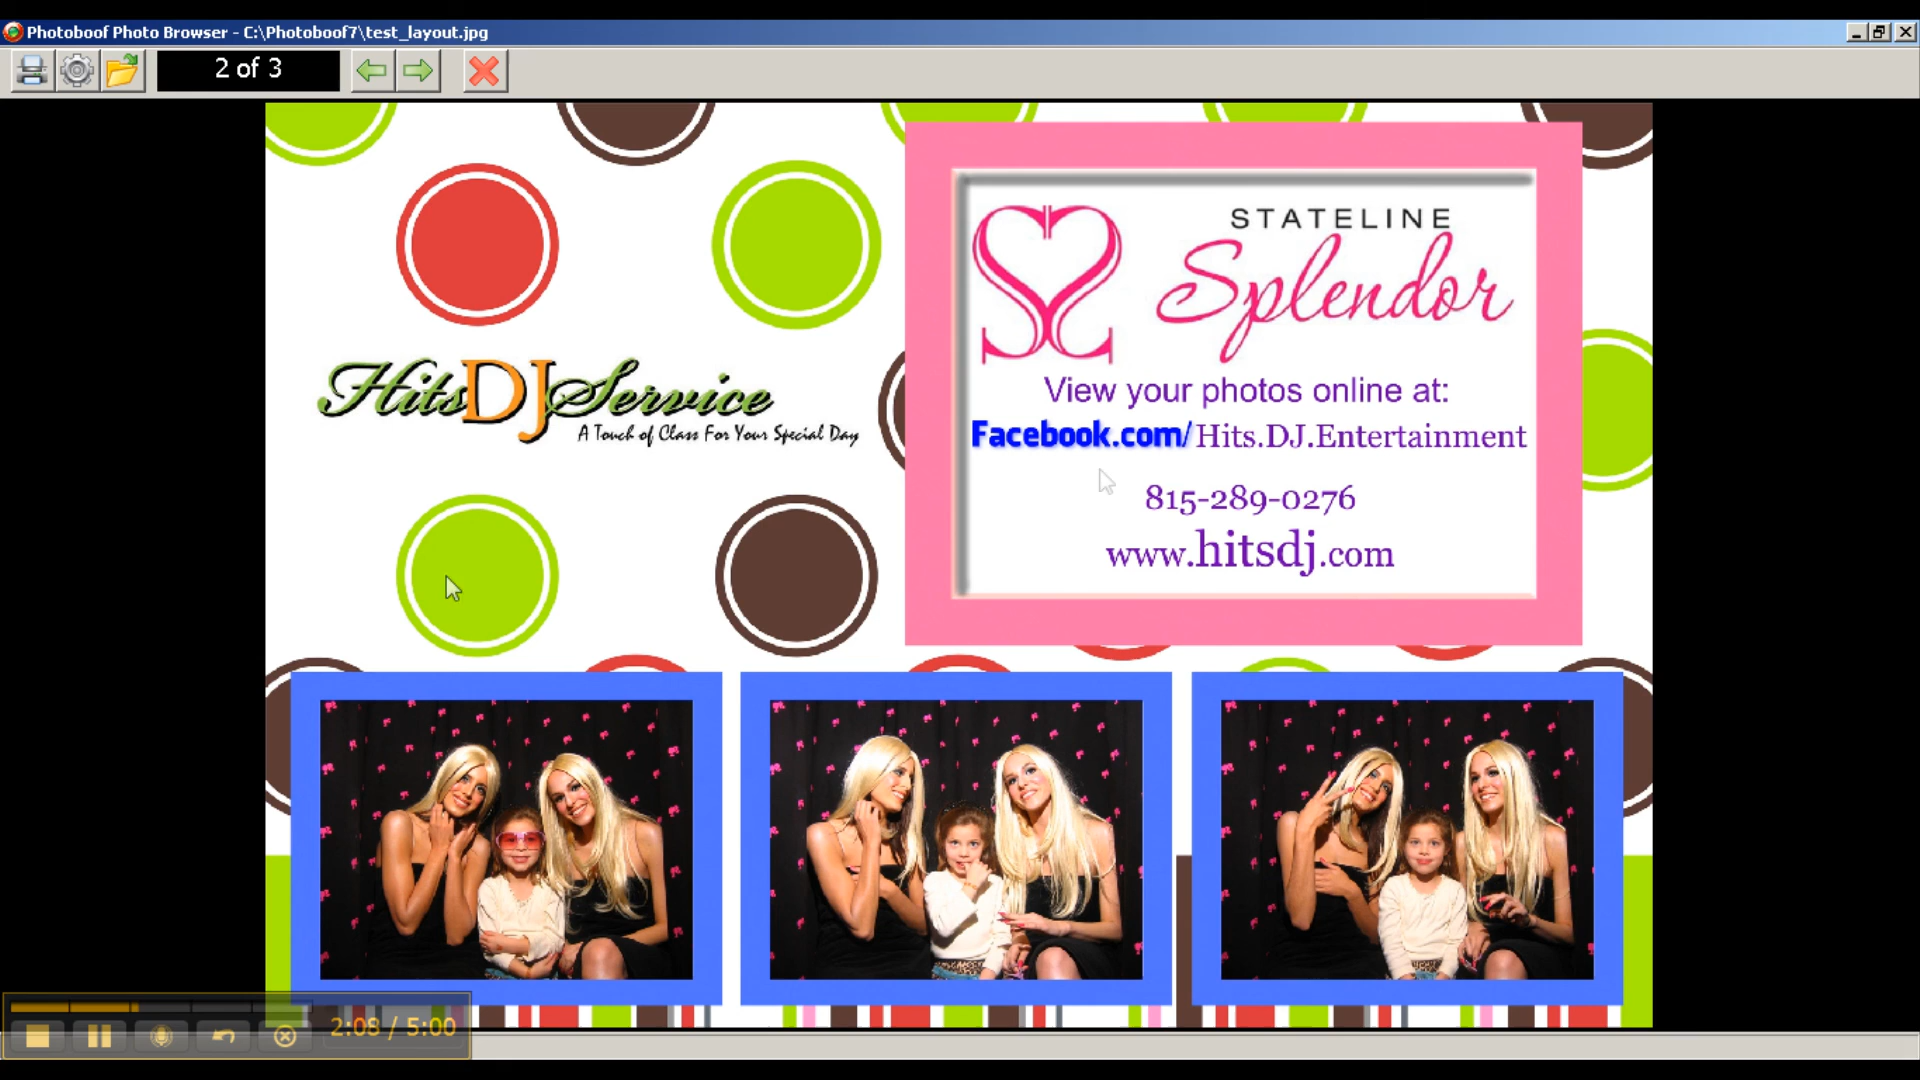 Photoboof Photo Browser - C:\Photoboof7\test_layout.jpg
2 of 3
STATELINE
Splendor
HitsDJService
A Touch of Class For Your Special Day
View your photos online at:
Facebook.com/Hits.DJ.Entertainment
815-289-0276
www.hitsdj.com
2:08 / 5:00